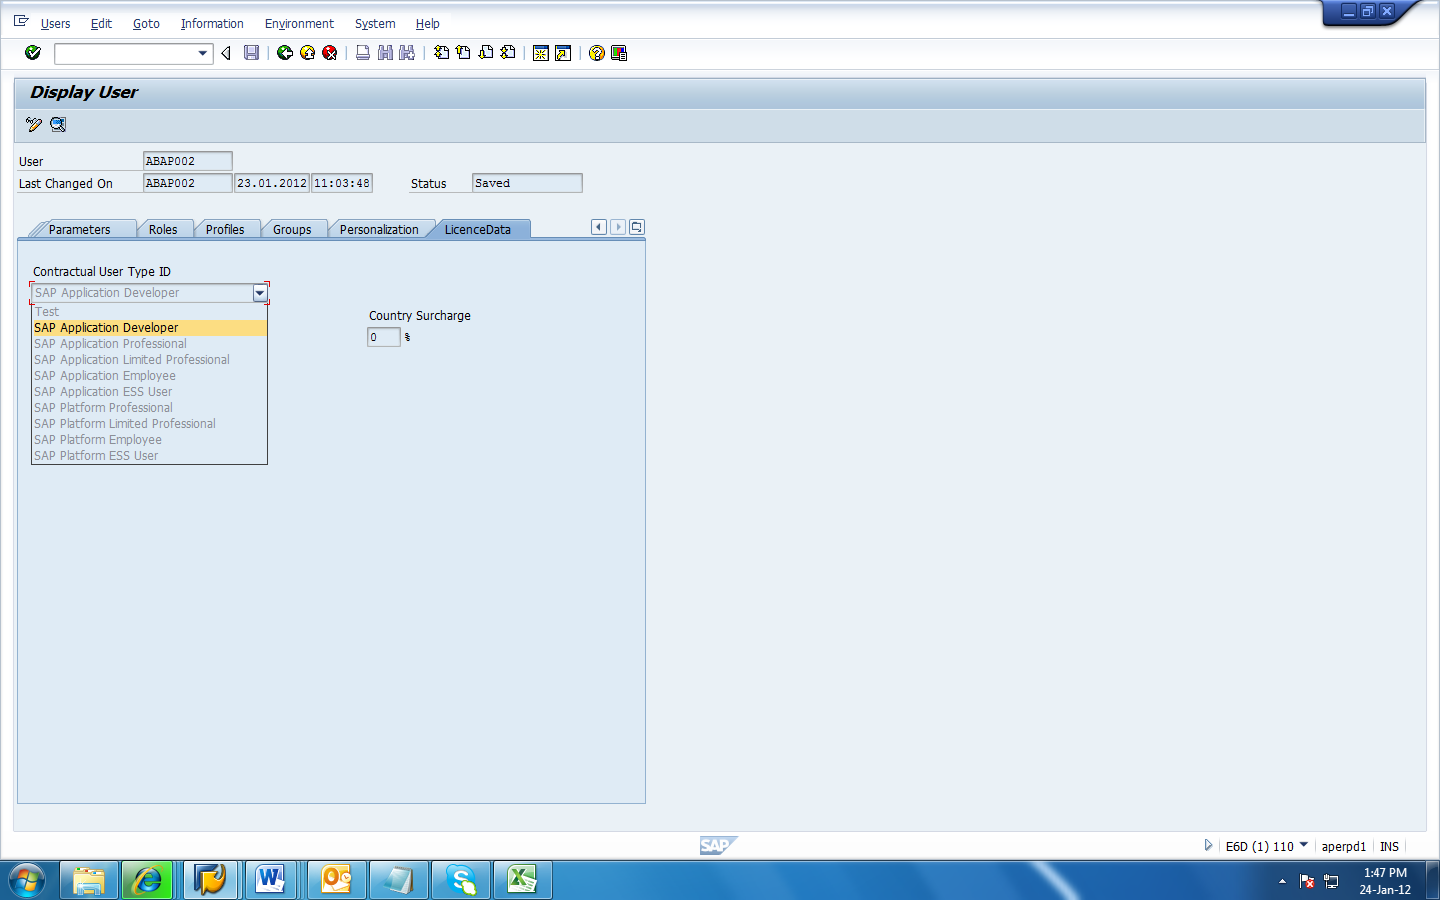 Users Edit Goto Information Environment System Help
Display User
User ABAP002
Last Changed On ABAP002 23.01.2012 11:03:48 Status Saved
Parameters Roles Profiles Groups Personalization LicenceData
Contractual User Type ID
SAP Application Developer
Test
SAP Application Developer
SAP Application Professional
SAP Application Limited Professional
SAP Application Employee
SAP Application ESS User
SAP Platform Professional
SAP Platform Limited Professional
SAP Platform Employee
SAP Platform ESS User
Country Surcharge
0 %
SAP
E6D (1) 110 aperpd1 INS
1:47 PM
24-Jan-12